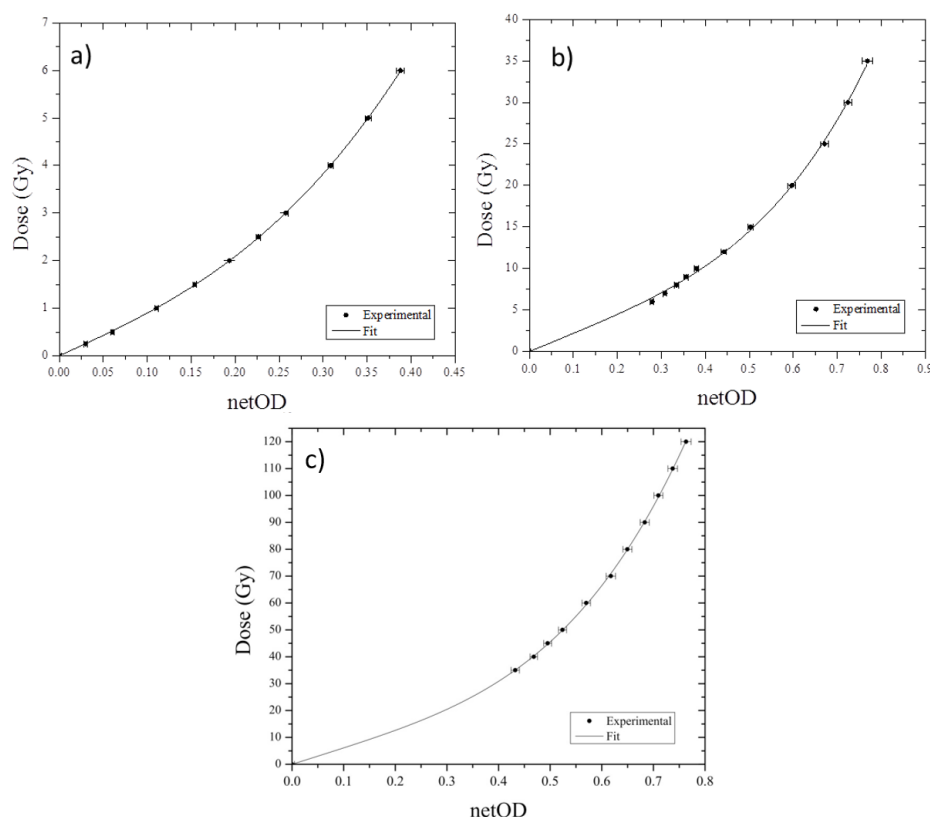 a)
7
6
5
4
3
2
1
0
Dose (Gy)
Experimental
Fit
0.00 0.05 0.10 0.15 0.20 0.25 0.30 0.35 0.40 0.45
netOD
b)
35
30
25
20
15
10
5
0
Dose (Gy)
Experimental
Fit
0.0 0.1 0.2 0.3 0.4 0.5 0.6 0.7 0.8 0.9
netOD
c)
120
110
100
90
80
70
60
50
40
30
20
10
0
Dose (Gy)
Experimental
Fit
0.0 0.1 0.2 0.3 0.4 0.5 0.6 0.7 0.8
netOD